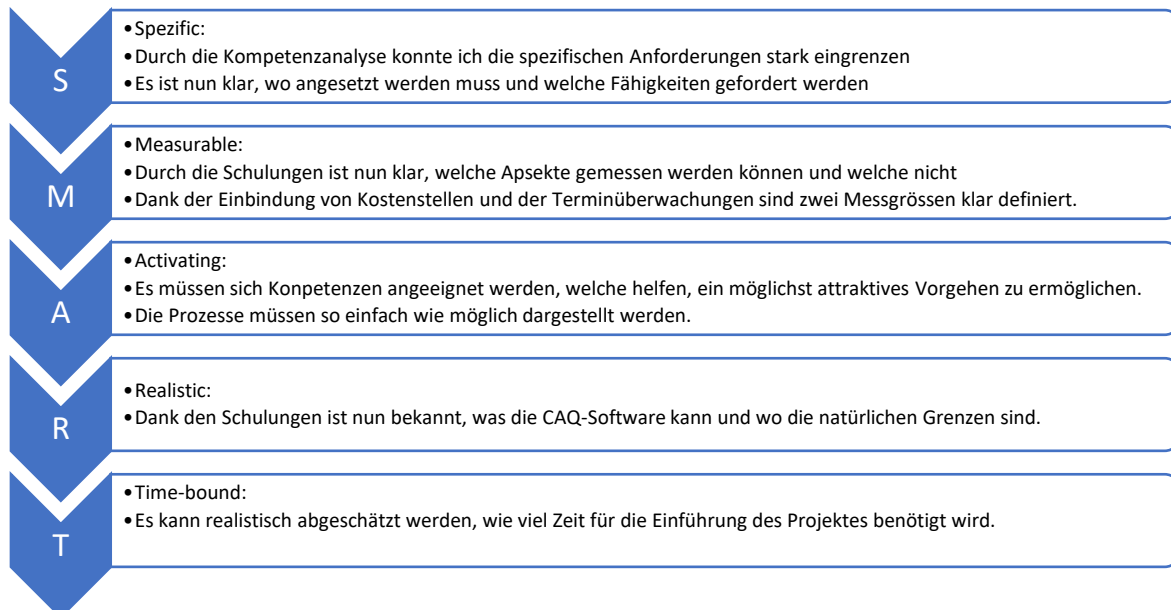 S
•Spezific:
•Durch die Kompetenzanalyse konnte ich die spezifischen Anforderungen stark eingrenzen
•Es ist nun klar, wo angesetzt werden muss und welche Fähigkeiten gefordert werden
M
•Measurable:
•Durch die Schulungen ist nun klar, welche Apsekte gemessen werden können und welche nicht
•Dank der Einbindung von Kostenstellen und der Terminüberwachungen sind zwei Messgrössen klar definiert.
A
•Activating:
•Es müssen sich Konpetenzen angeeignet werden, welche helfen, ein möglichst attraktives Vorgehen zu ermöglichen.
•Die Prozesse müssen so einfach wie möglich dargestellt werden.
R
•Realistic:
•Dank den Schulungen ist nun bekannt, was die CAQ-Software kann und wo die natürlichen Grenzen sind.
T
•Time-bound:
•Es kann realistisch abgeschätzt werden, wie viel Zeit für die Einführung des Projektes benötigt wird.